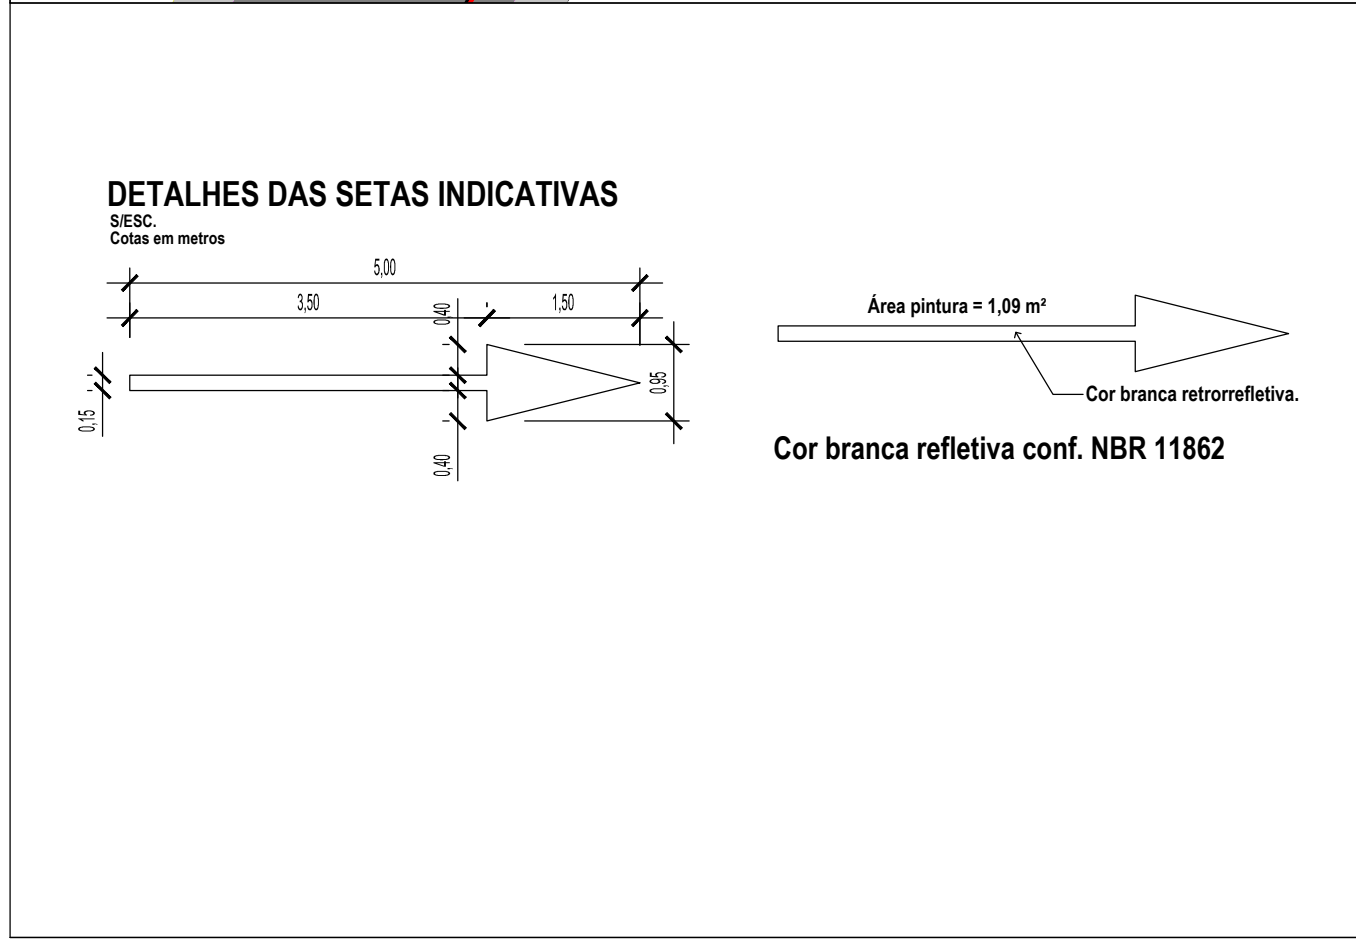 DETALHES DAS SETAS INDICATIVAS
S/ESC.
Cotas em metros
5,00
3,50
0,40
1,50
0,15
0,95
0,40
Área pintura = 1,09 m²
Cor branca retrorrefletiva.
Cor branca refletiva conf. NBR 11862